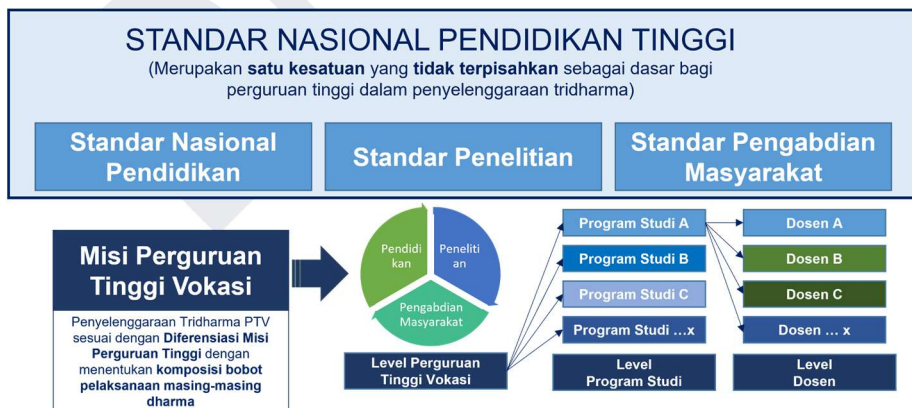 STANDAR NASIONAL PENDIDIKAN TINGGI
(Merupakan satu kesatuan yang tidak terpisahkan sebagai dasar bagi
perguruan tinggi dalam penyelenggaraan tridharma)
Standar Nasional
Pendidikan
Standar Penelitian
Standar Pengabdian
Masyarakat
Misi Perguruan
Tinggi Vokasi
Penyelenggaraan Tridharma PTV
sesuai dengan Diferensiasi Misi
Perguruan Tinggi dengan
menentukan komposisi bobot
pelaksanaan masing-masing
dharma
Pendidi
kan
Peneliti
an
Pengabdian
Masyarakat
Level Perguruan
Tinggi Vokasi
Program Studi A
Program Studi B
Program Studi C
Program Studi ...x
Level
Program Studi
Dosen A
Dosen B
Dosen C
Dosen ... x
Level
Dosen